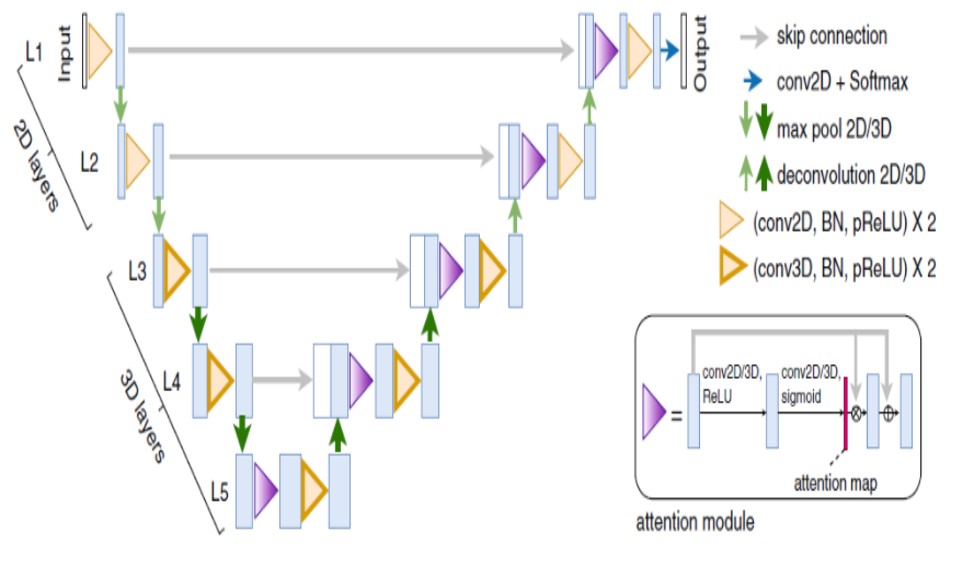 L1
Input
Output
2D layers
L2
L3
3D layers
L4
L5
skip connection
conv2D + Softmax
max pool 2D/3D
deconvolution 2D/3D
(conv2D, BN, pReLU) X 2
(conv3D, BN, pReLU) X 2
=
conv2D/3D,
ReLU
conv2D/3D,
sigmoid
attention map
attention module